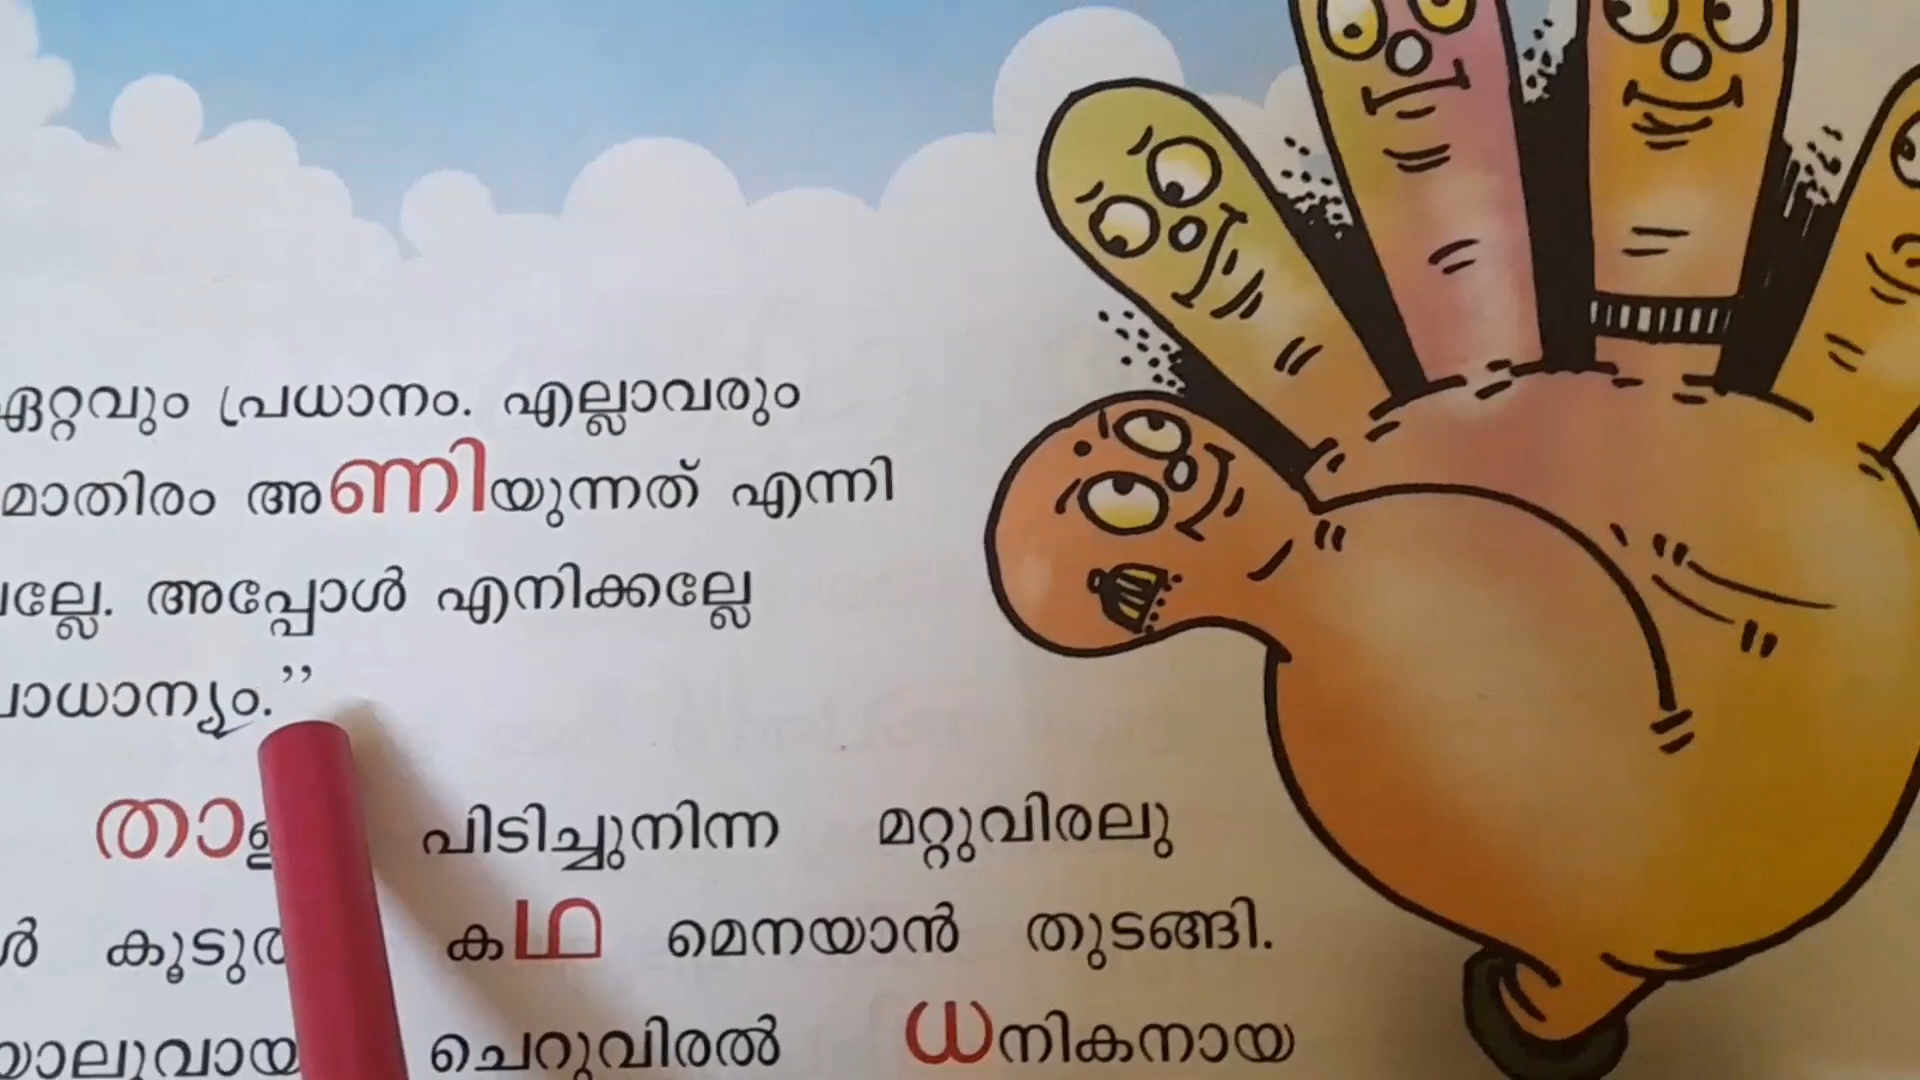 ഏറ്റവും പ്രധാനം. എല്ലാവരും
മാതിരം അണിയുന്നത് എന്നി
അപ്പോൾ എനിക്കല്ലേ
പിടിച്ചുനിന്ന മറ്റുവിരലു
കഥ മെനയാൻ തുടങ്ങി.
ചെറുവിരൽ ധനികനായ